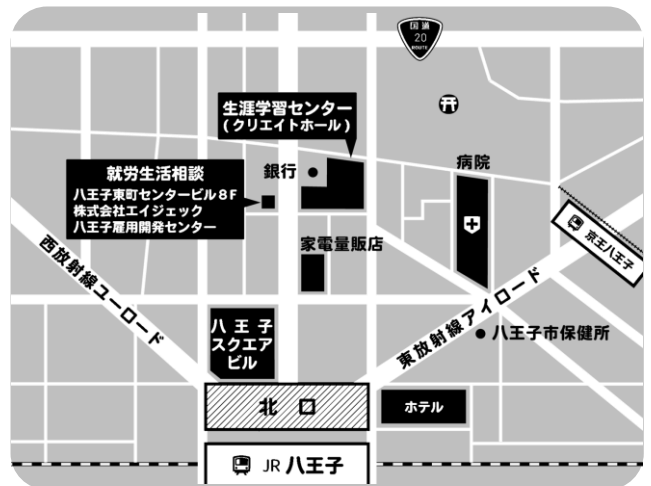 国道
20
ROUTE
生涯学習センター
(クリエイトホール)
病院
銀行
就労生活相談
八王子東町センタービル8F
株式会社エイジェック
八王子雇用開発センター
京王八王子
家電量販店
西放射線ユーロード
東放射線アイロード
八王子
スクエア
ビル
八王子市保健所
北口
ホテル
JR 八王子